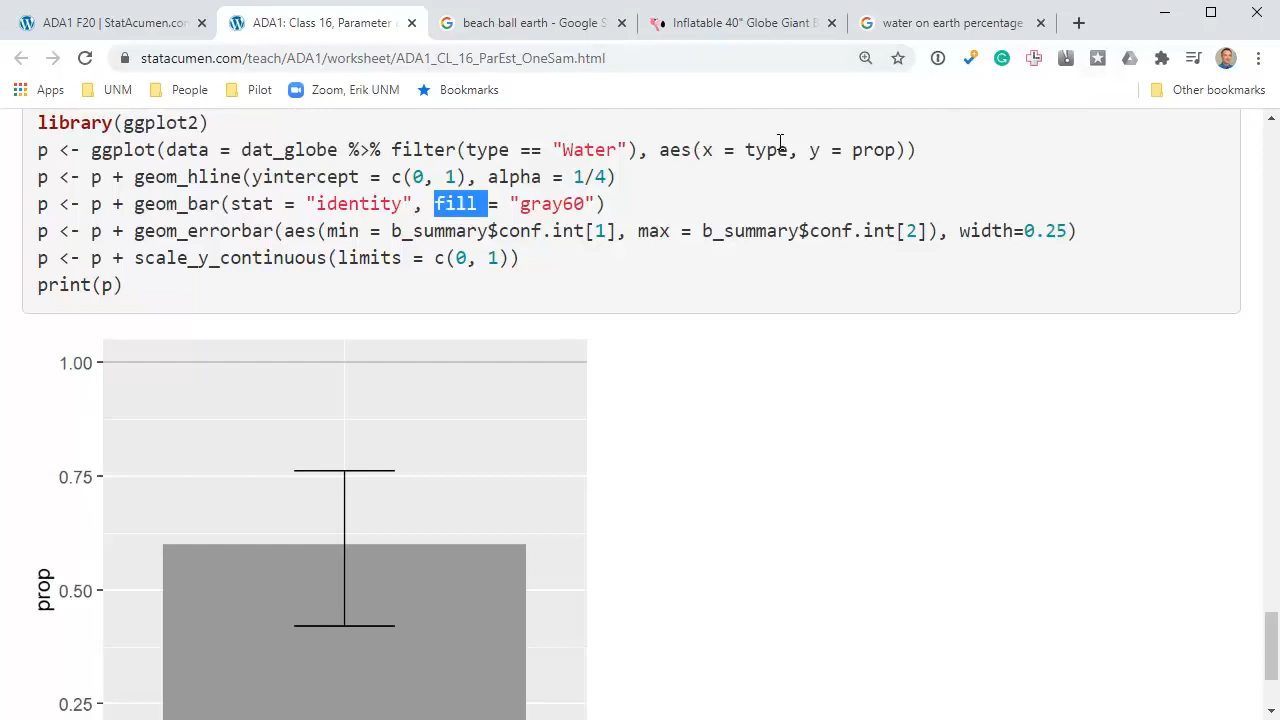 ADA1 F20 | StatAcumen.co
ADA1: Class 16, Parameter
beach ball earth - Google S
Inflatable 40" Globe Giant B
water on earth percentage
statacumen.com/teach/ADA1/worksheet/ADA1_CL_16_ParEst_OneSam.html
Apps
UNM
People
Pilot
Zoom, Erik UNM
Bookmarks
Other bookmarks
library(ggplot2)
p <- ggplot(data = dat_globe %>% filter(type == "Water"), aes(x = type, y = prop))
p <- p + geom_hline(yintercept = c(0, 1), alpha = 1/4)
p <- p + geom_bar(stat = "identity", fill = "gray60")
p <- p + geom_errorbar(aes(min = b_summary$conf.int[1], max = b_summary$conf.int[2]), width=0.25)
p <- p + scale_y_continuous(limits = c(0, 1))
print(p)
1.00
0.75
0.50
0.25
prop